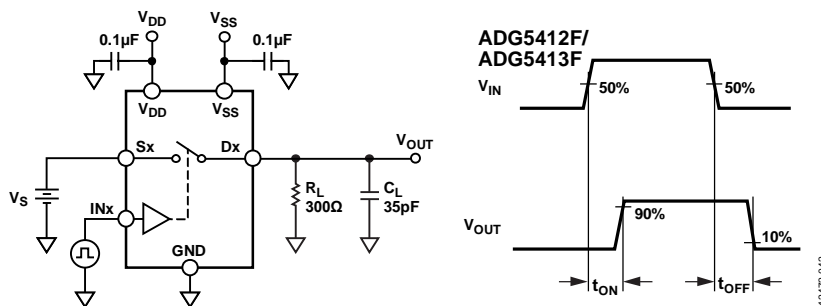 VDD
VSS
0.1µF
0.1µF
VDD
VSS
Sx
Dx
VOUT
VS
INx
RL
300Ω
CL
35pF
GND
ADG5412F/
ADG5413F
VIN
50%
50%
VOUT
90%
10%
tON
tOFF